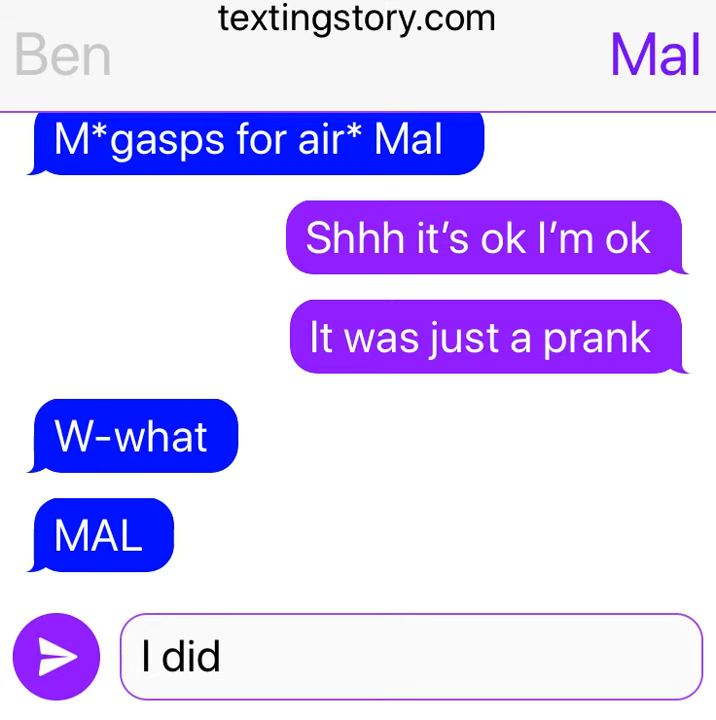 textingstory.com
Ben
Mal
M*gasps for air* Mal
Shhh it’s ok I’m ok
It was just a prank
W-what
MAL
I did